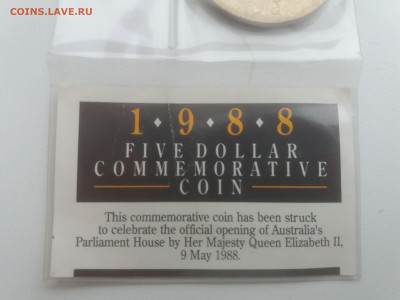 COINS.LAVE.RU
1·9·8·8
FIVE DOLLAR
COMMEMORATIVE
COIN
This commemorative coin has been struck
to celebrate the official opening of Australia's
Parliament House by Her Majesty Queen Elizabeth II,
9 May 1988.